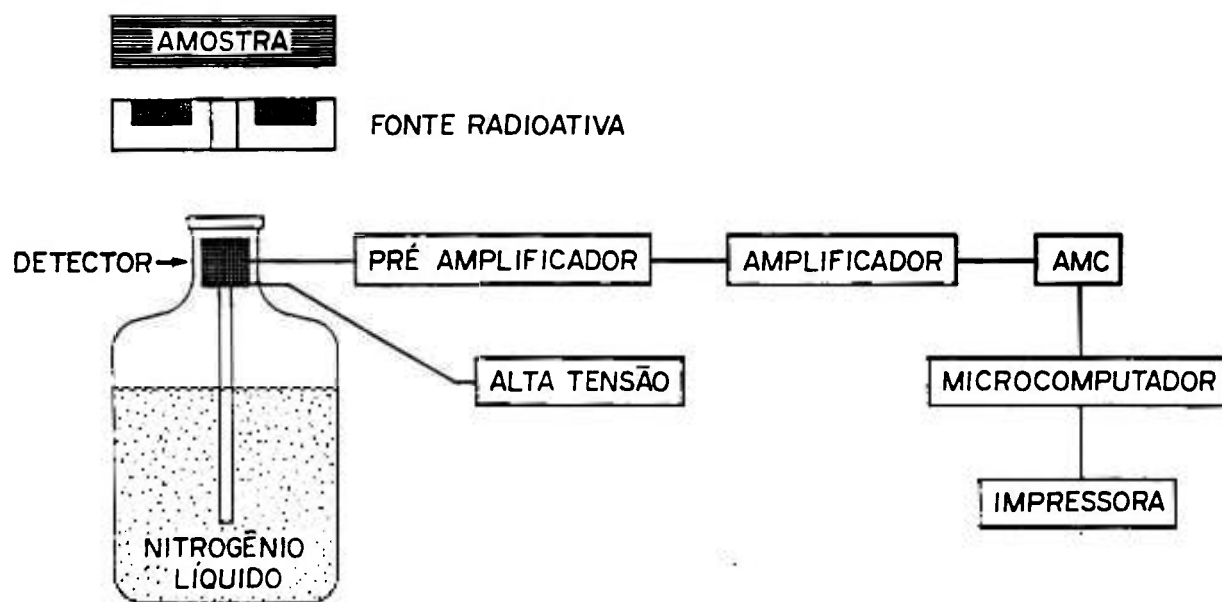 AMOSTRA
FONTE RADIOATIVA
DETECTOR
PRÉ AMPLIFICADOR
AMPLIFICADOR
AMC
ALTA TENSÃO
MICROCOMPUTADOR
IMPRESSORA
NITROGÊNIO
LÍQUIDO